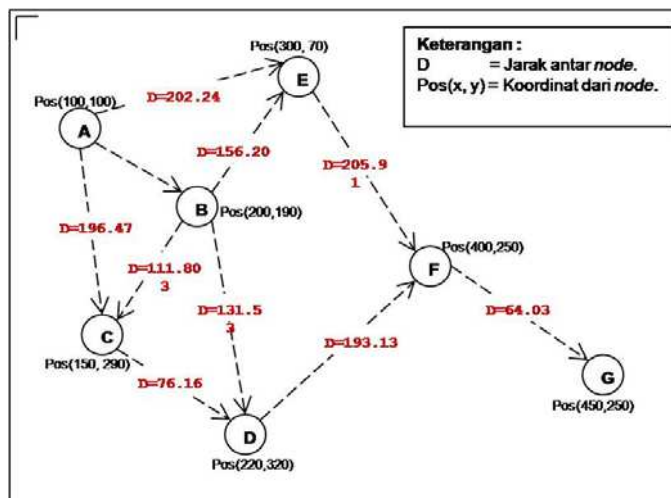 Pos(300, 70)
E
Keterangan :
D = Jarak antar node.
Pos(x, y) = Koordinat dari node.
Pos(100,100)
D=202.24
A
D=156.20
D=205.9
1
B
Pos(200,190)
D=196.47
Pos(400,250)
F
D=111.80
3
D=131.5
3
D=64.03
C
D=193.13
Pos(150, 290)
D=76.16
G
Pos(450,250)
D
Pos(220,320)